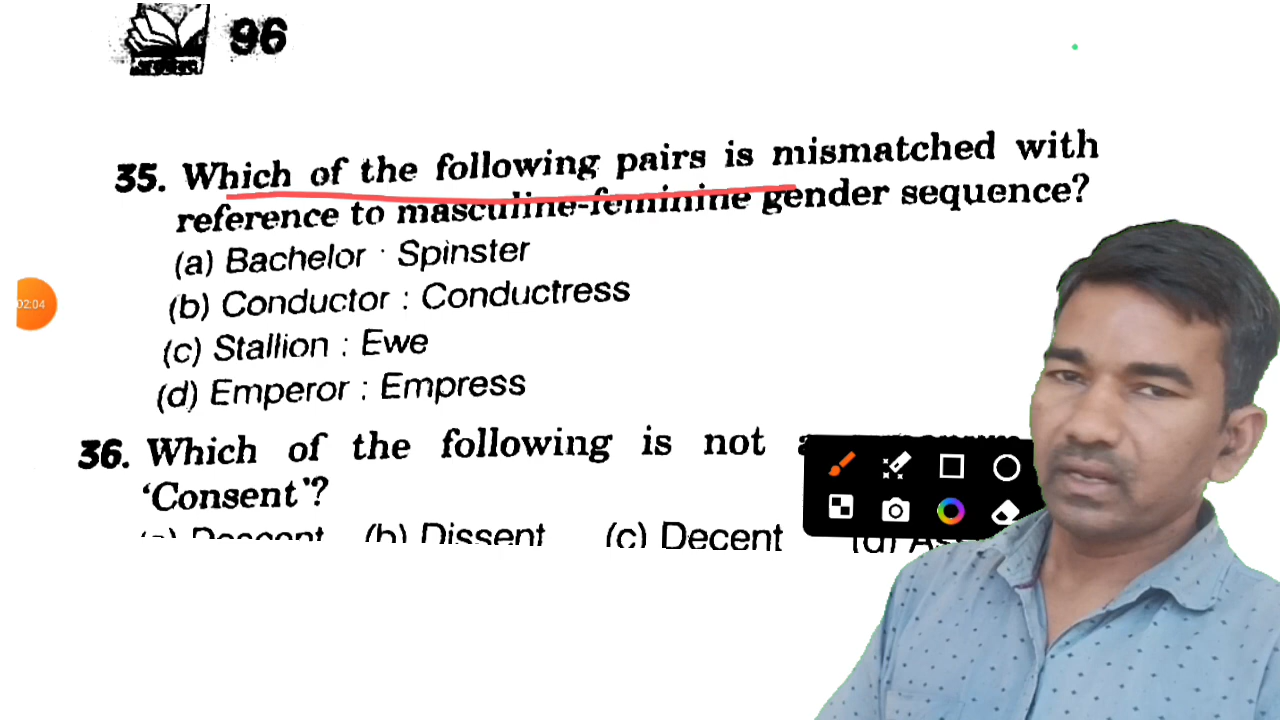 96
35. Which of the following pairs is mismatched with
reference to masculine-feminine gender sequence?
(a) Bachelor : Spinster
(b) Conductor : Conductress
(c) Stallion : Ewe
(d) Emperor : Empress
02:04
36. Which of the following is not
'Consent'?
(b) Dissent (c) Decent